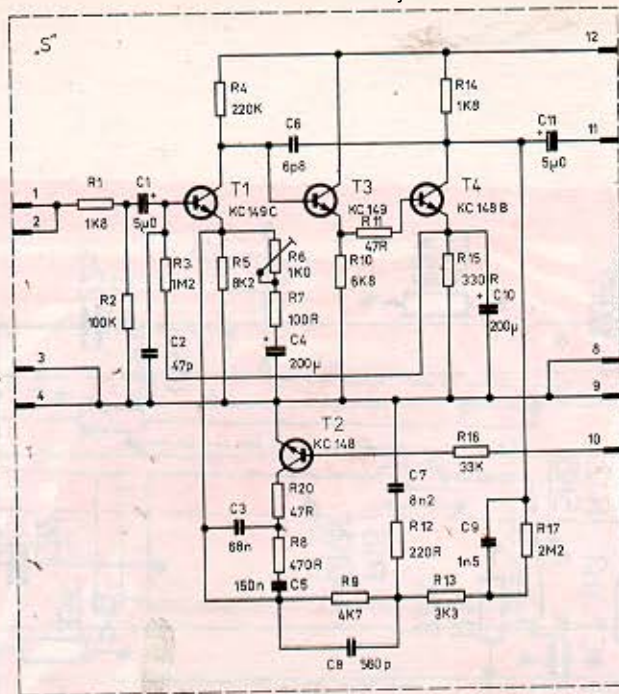 „S"
12
R4
220K
R14
1K8
C6
6p8
C11
+
5µ0
11
1
2
R1
1K8
C1
+
5µ0
T1
KC149C
T3
KC149
T4
KC148B
R11
47R
R3
1M2
R5
8K2
R6
1K0
R10
6K8
R15
330R
C10
+
200µ
R2
100K
R7
100R
C2
47p
+
C4
200µ
3
4
8
9
10
T2
KC148
R16
33K
R20
47R
C7
8n2
C3
68n
R8
470R
R12
220R
C9
1n5
R17
2M2
150n
C5
R9
4K7
R13
3K3
C8
560p